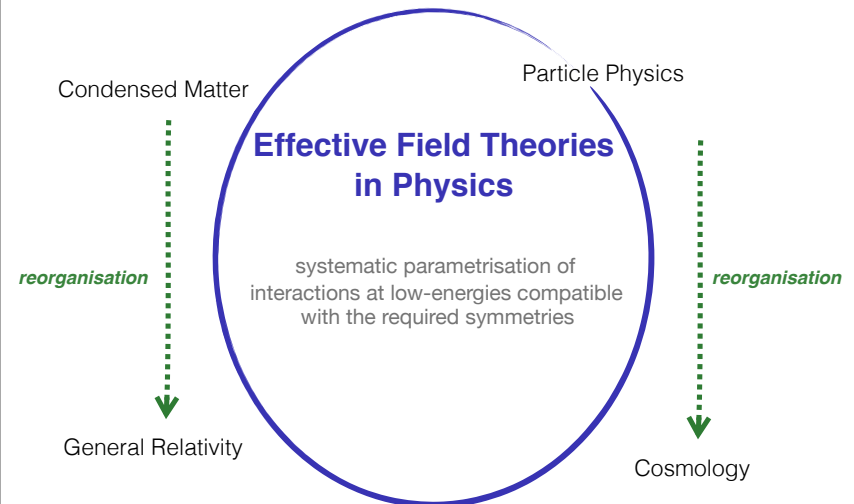 Condensed Matter
Particle Physics
Effective Field Theories
in Physics
systematic parametrisation of
interactions at low-energies compatible
with the required symmetries
reorganisation
reorganisation
General Relativity
Cosmology